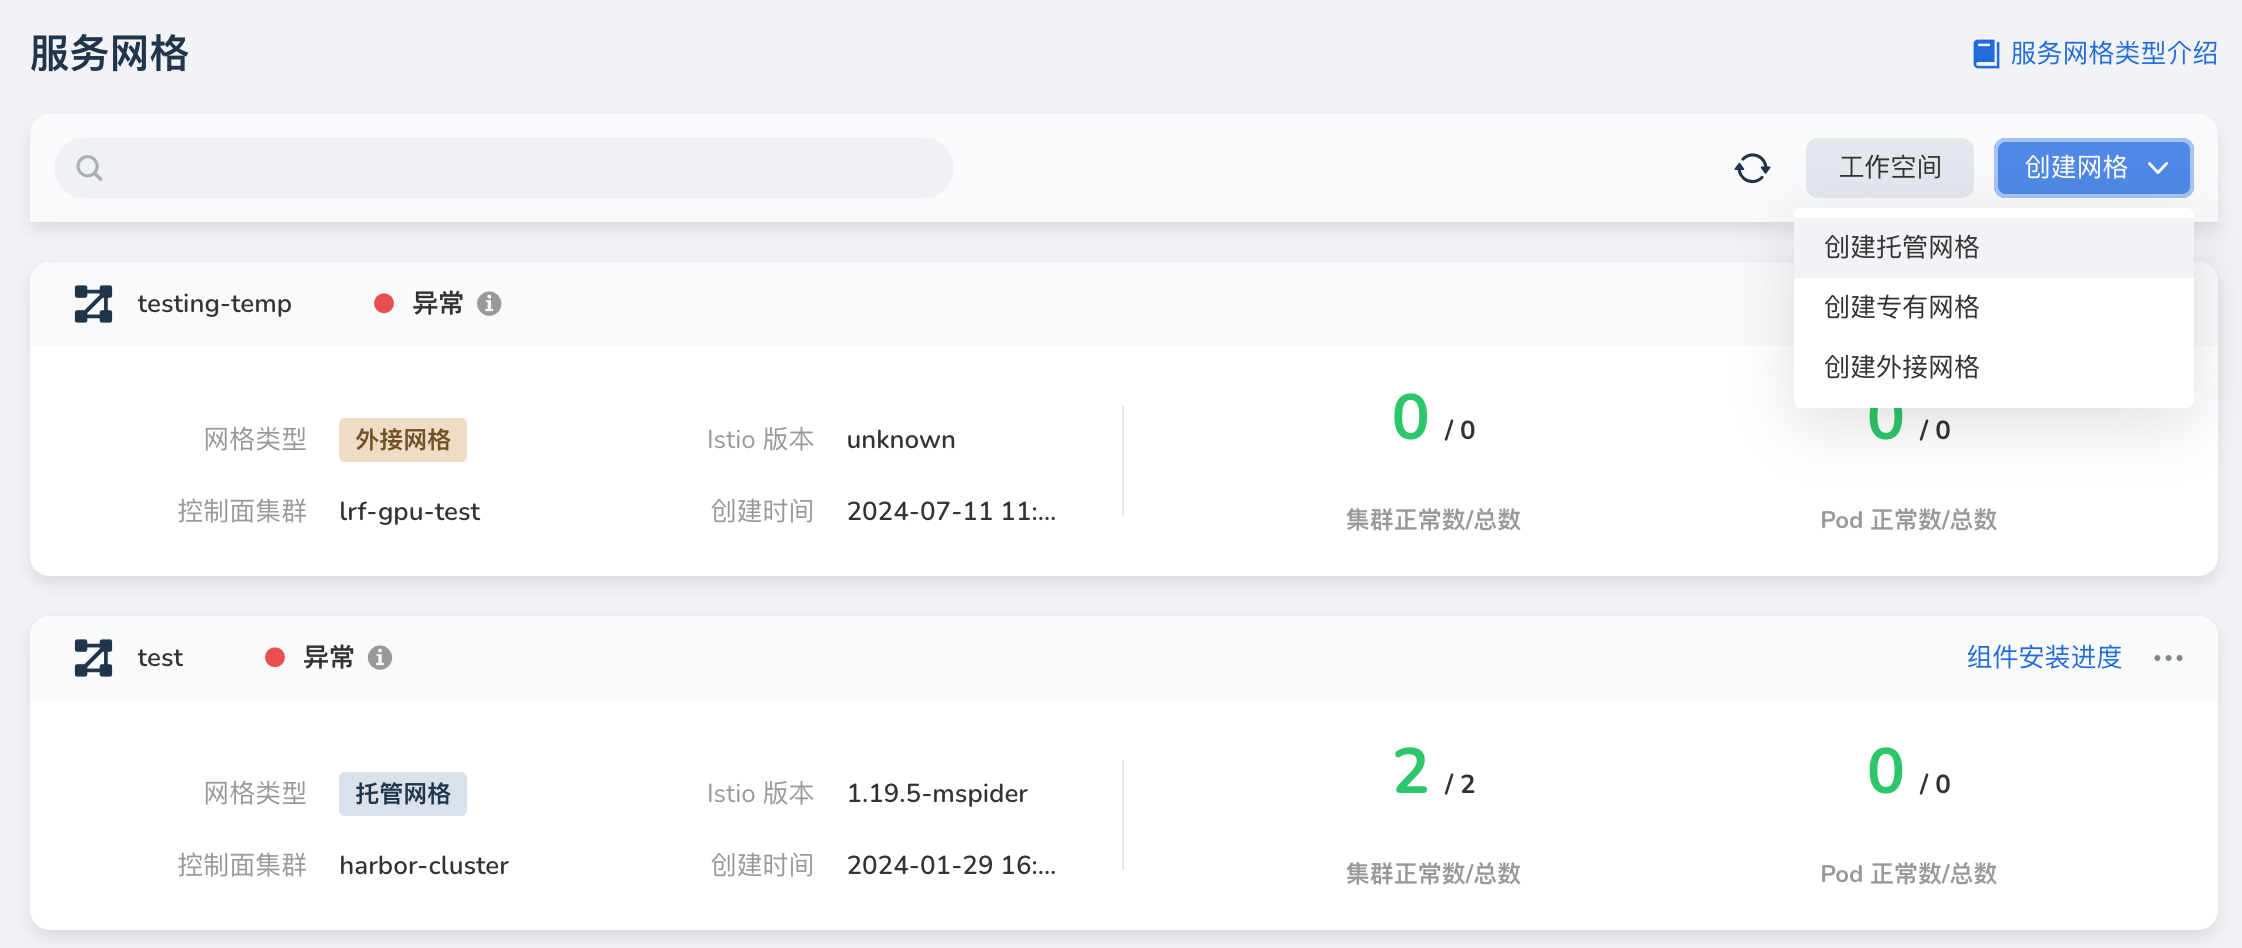 服务网格
服务网格类型介绍
工作空间
创建网格
创建托管网格
创建专有网格
创建外接网格
testing-temp
异常
网格类型 外接网格
Istio 版本 unknown
控制面集群 lrf-gpu-test
创建时间 2024-07-11 11:...
0 / 0
集群正常数/总数
0 / 0
Pod 正常数/总数
test
异常
组件安装进度
网格类型 托管网格
Istio 版本 1.19.5-mspider
控制面集群 harbor-cluster
创建时间 2024-01-29 16:...
2 / 2
集群正常数/总数
0 / 0
Pod 正常数/总数